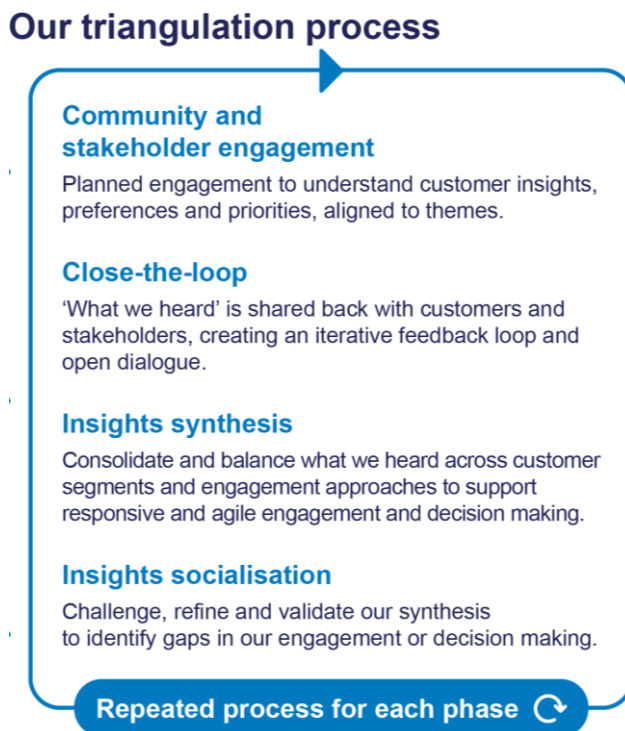 Our triangulation process
Community and
stakeholder engagement
Planned engagement to understand customer insights,
preferences and priorities, aligned to themes.
Close-the-loop
‘What we heard’ is shared back with customers and
stakeholders, creating an iterative feedback loop and
open dialogue.
Insights synthesis
Consolidate and balance what we heard across customer
segments and engagement approaches to support
responsive and agile engagement and decision making.
Insights socialisation
Challenge, refine and validate our synthesis
to identify gaps in our engagement or decision making.
Repeated process for each phase